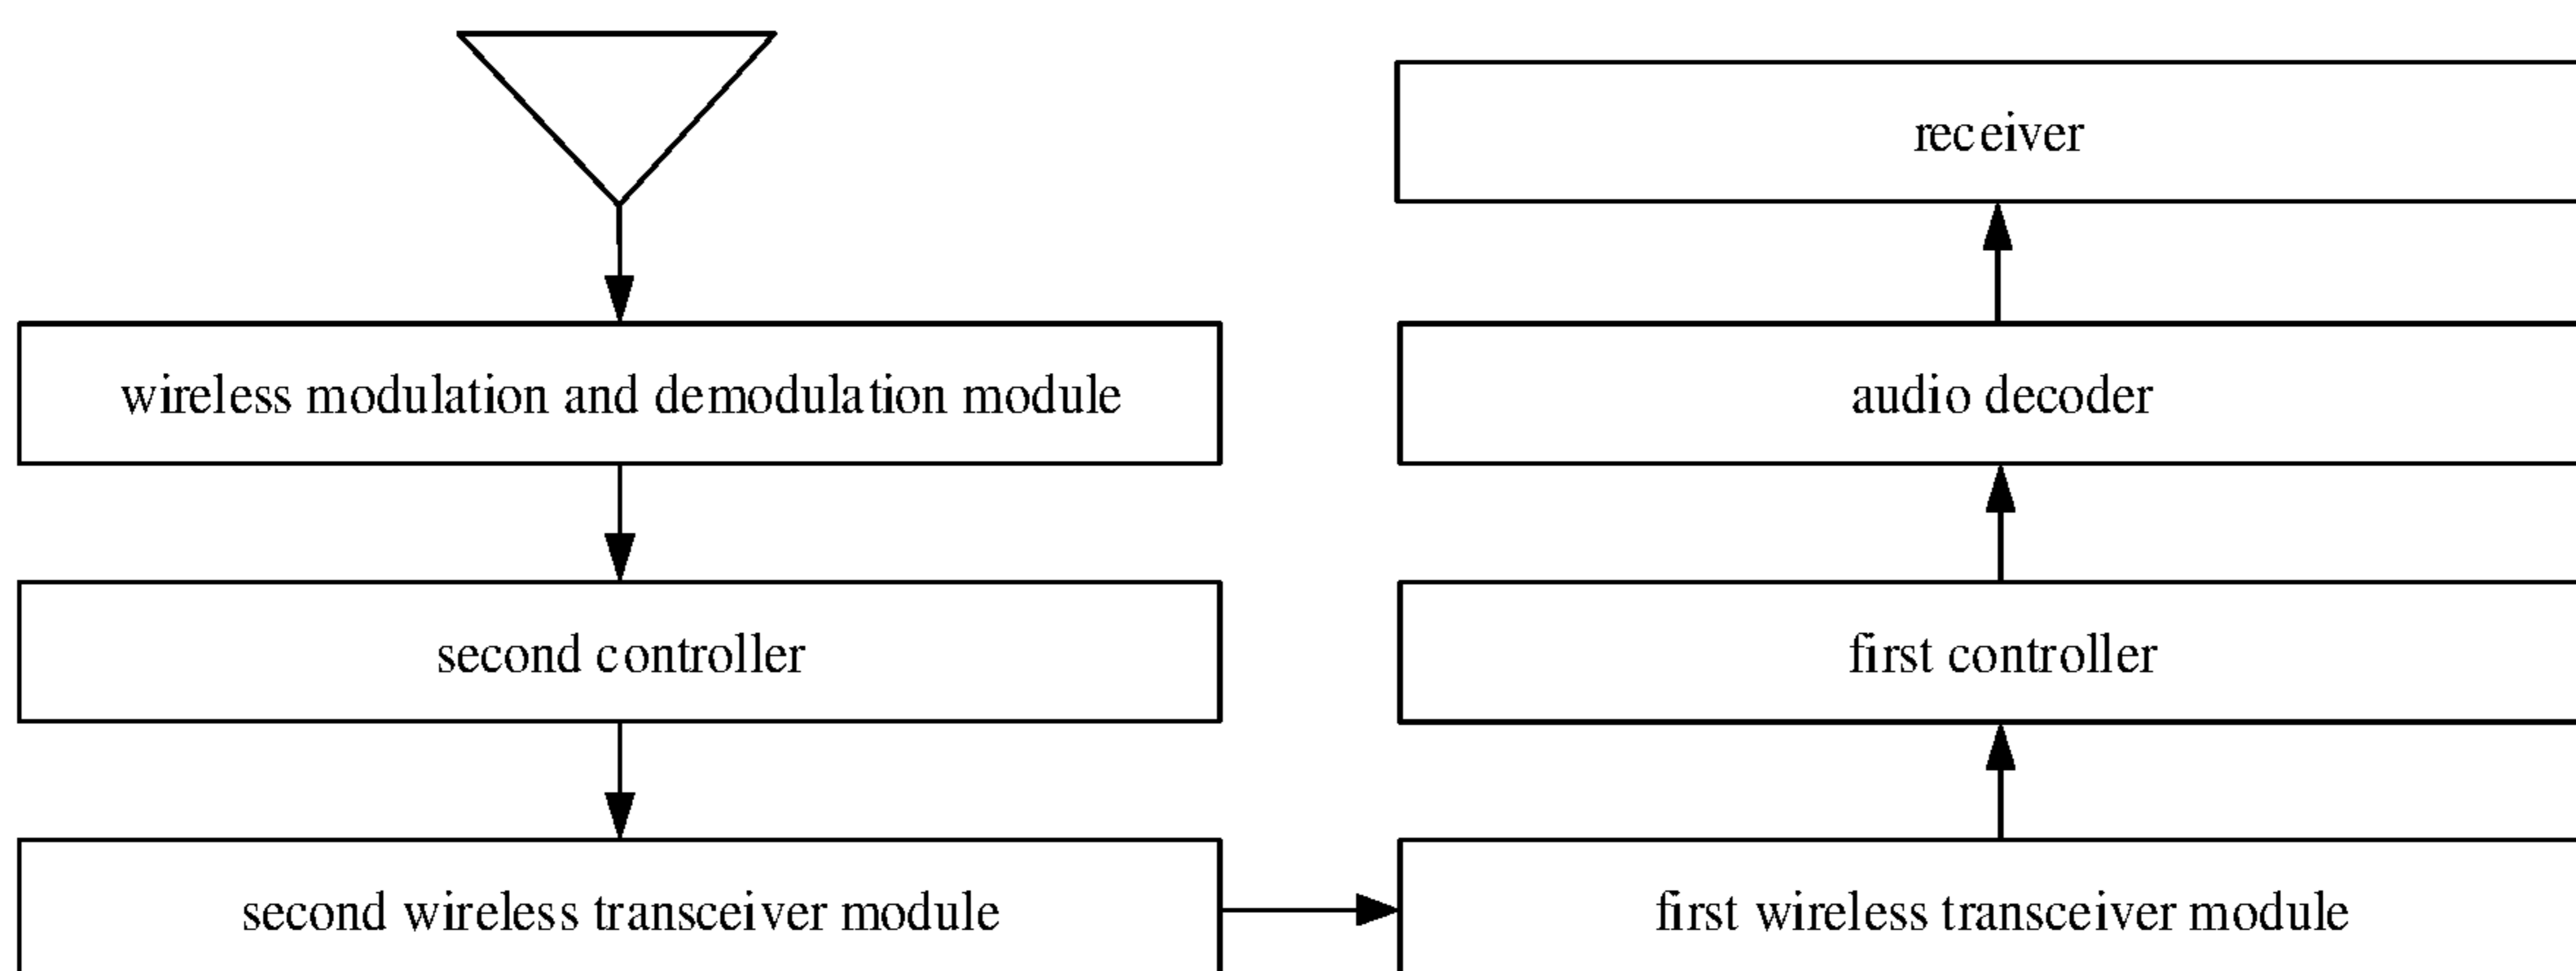 receiver
wireless modulation and demodulation module
audio decoder
second controller
first controller
second wireless transceiver module
first wireless transceiver module